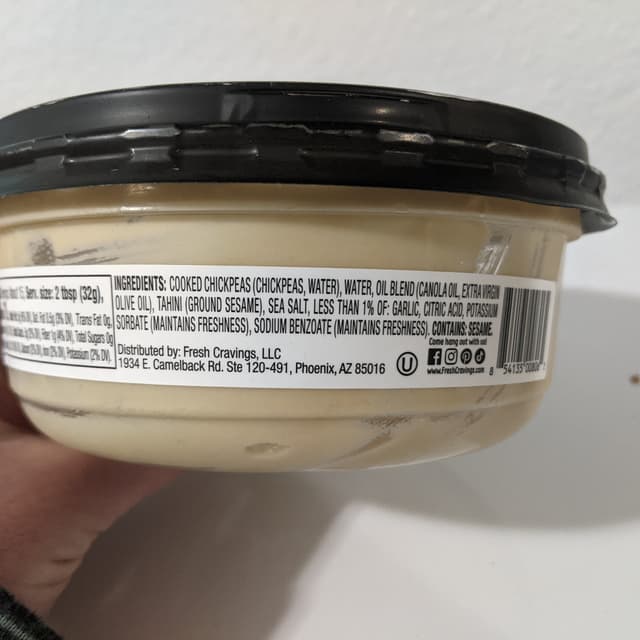 Serv. size: 2 tbsp (32g),
Trans Fat 0g,
Total Sugars 0g
Potassium (2% DV).
INGREDIENTS: COOKED CHICKPEAS (CHICKPEAS, WATER), WATER, OIL BLEND (CANOLA OIL, EXTRA VIRGIN
OLIVE OIL), TAHINI (GROUND SESAME), SEA SALT, LESS THAN 1% OF: GARLIC, CITRIC ACID, POTASSIUM
SORBATE (MAINTAINS FRESHNESS), SODIUM BENZOATE (MAINTAINS FRESHNESS). CONTAINS: SESAME.
Distributed by: Fresh Cravings, LLC
1934 E. Camelback Rd. Ste 120-491, Phoenix, AZ 85016
U
Come hang out with us!
www.FreshCravings.com
8